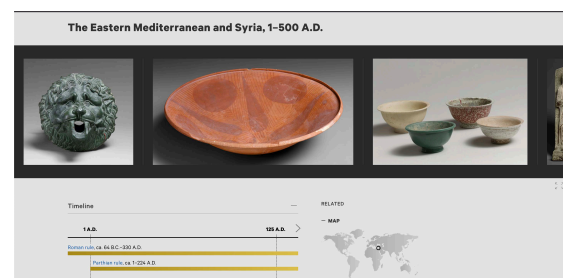 The Eastern Mediterranean and Syria, 1–500 A.D.
Timeline
RELATED
— MAP
1 A.D.
125 A.D.
Roman rule, ca. 64 B.C.–330 A.D.
Parthian rule, ca. 1–224 A.D.